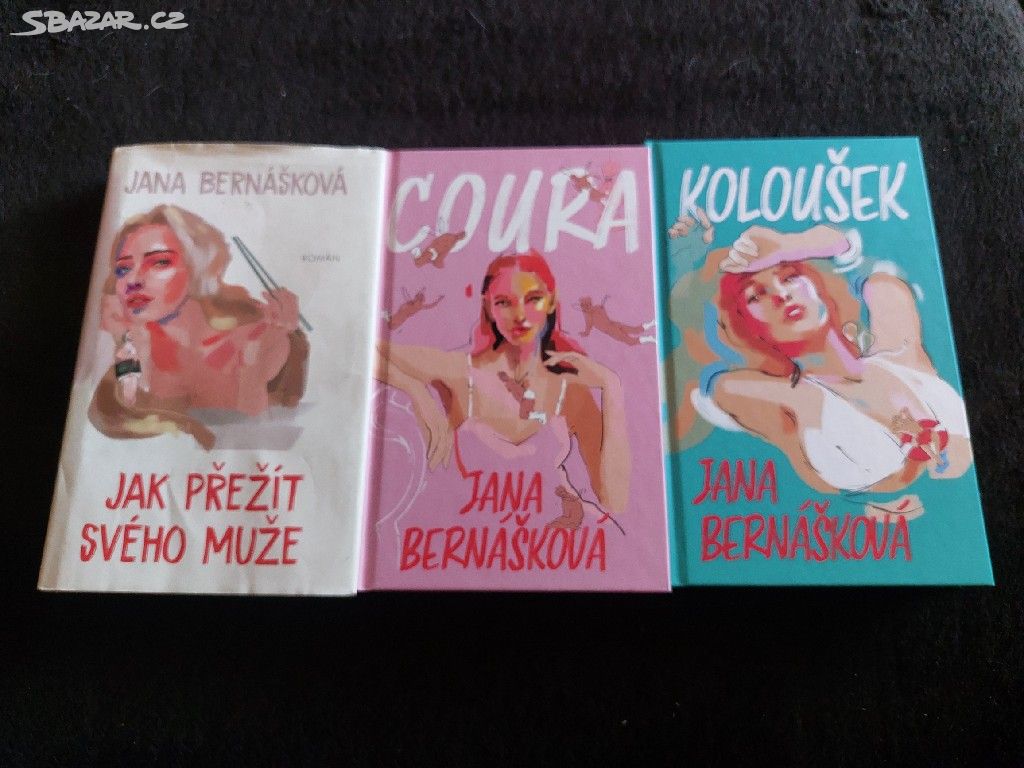 SBAZAR.CZ
JANA BERNÁŠKOVÁ
ROMÁN
JAK PŘEŽÍT
SVÉHO MUŽE
COURA
JANA
BERNÁŠKOVÁ
KOLOUŠEK
JANA
BERNÁŠKOVÁ